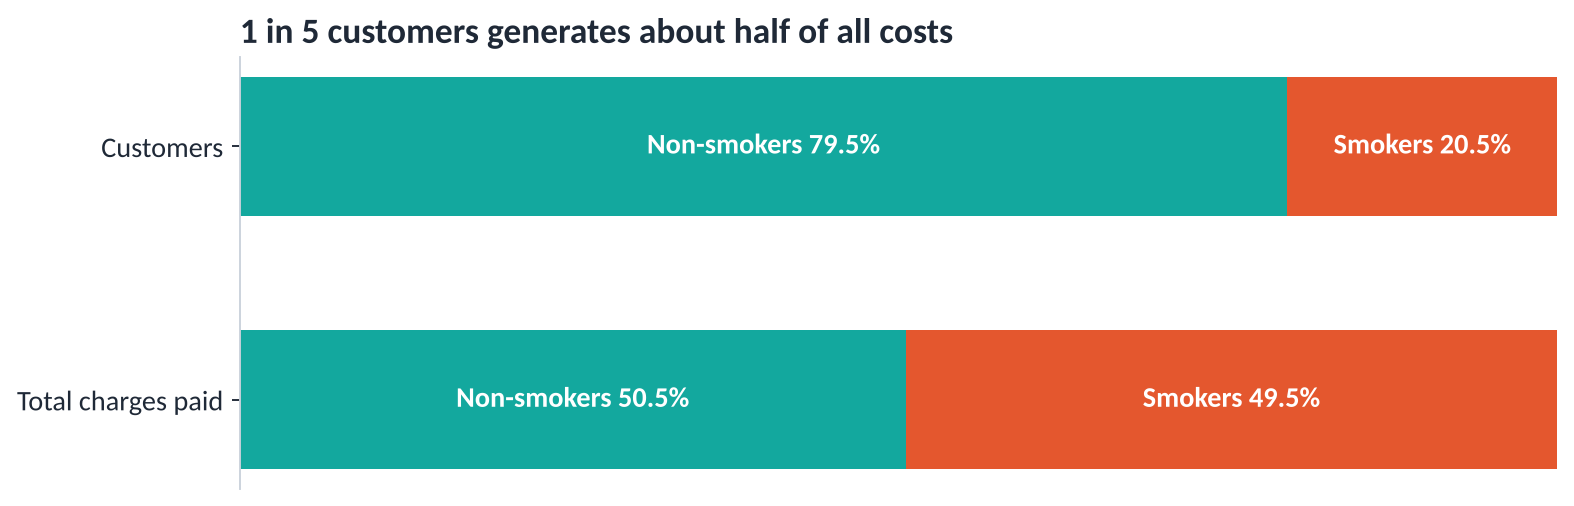 1 in 5 customers generates about half of all costs
Customers
Non-smokers 79.5%
Smokers 20.5%
Total charges paid
Non-smokers 50.5%
Smokers 49.5%